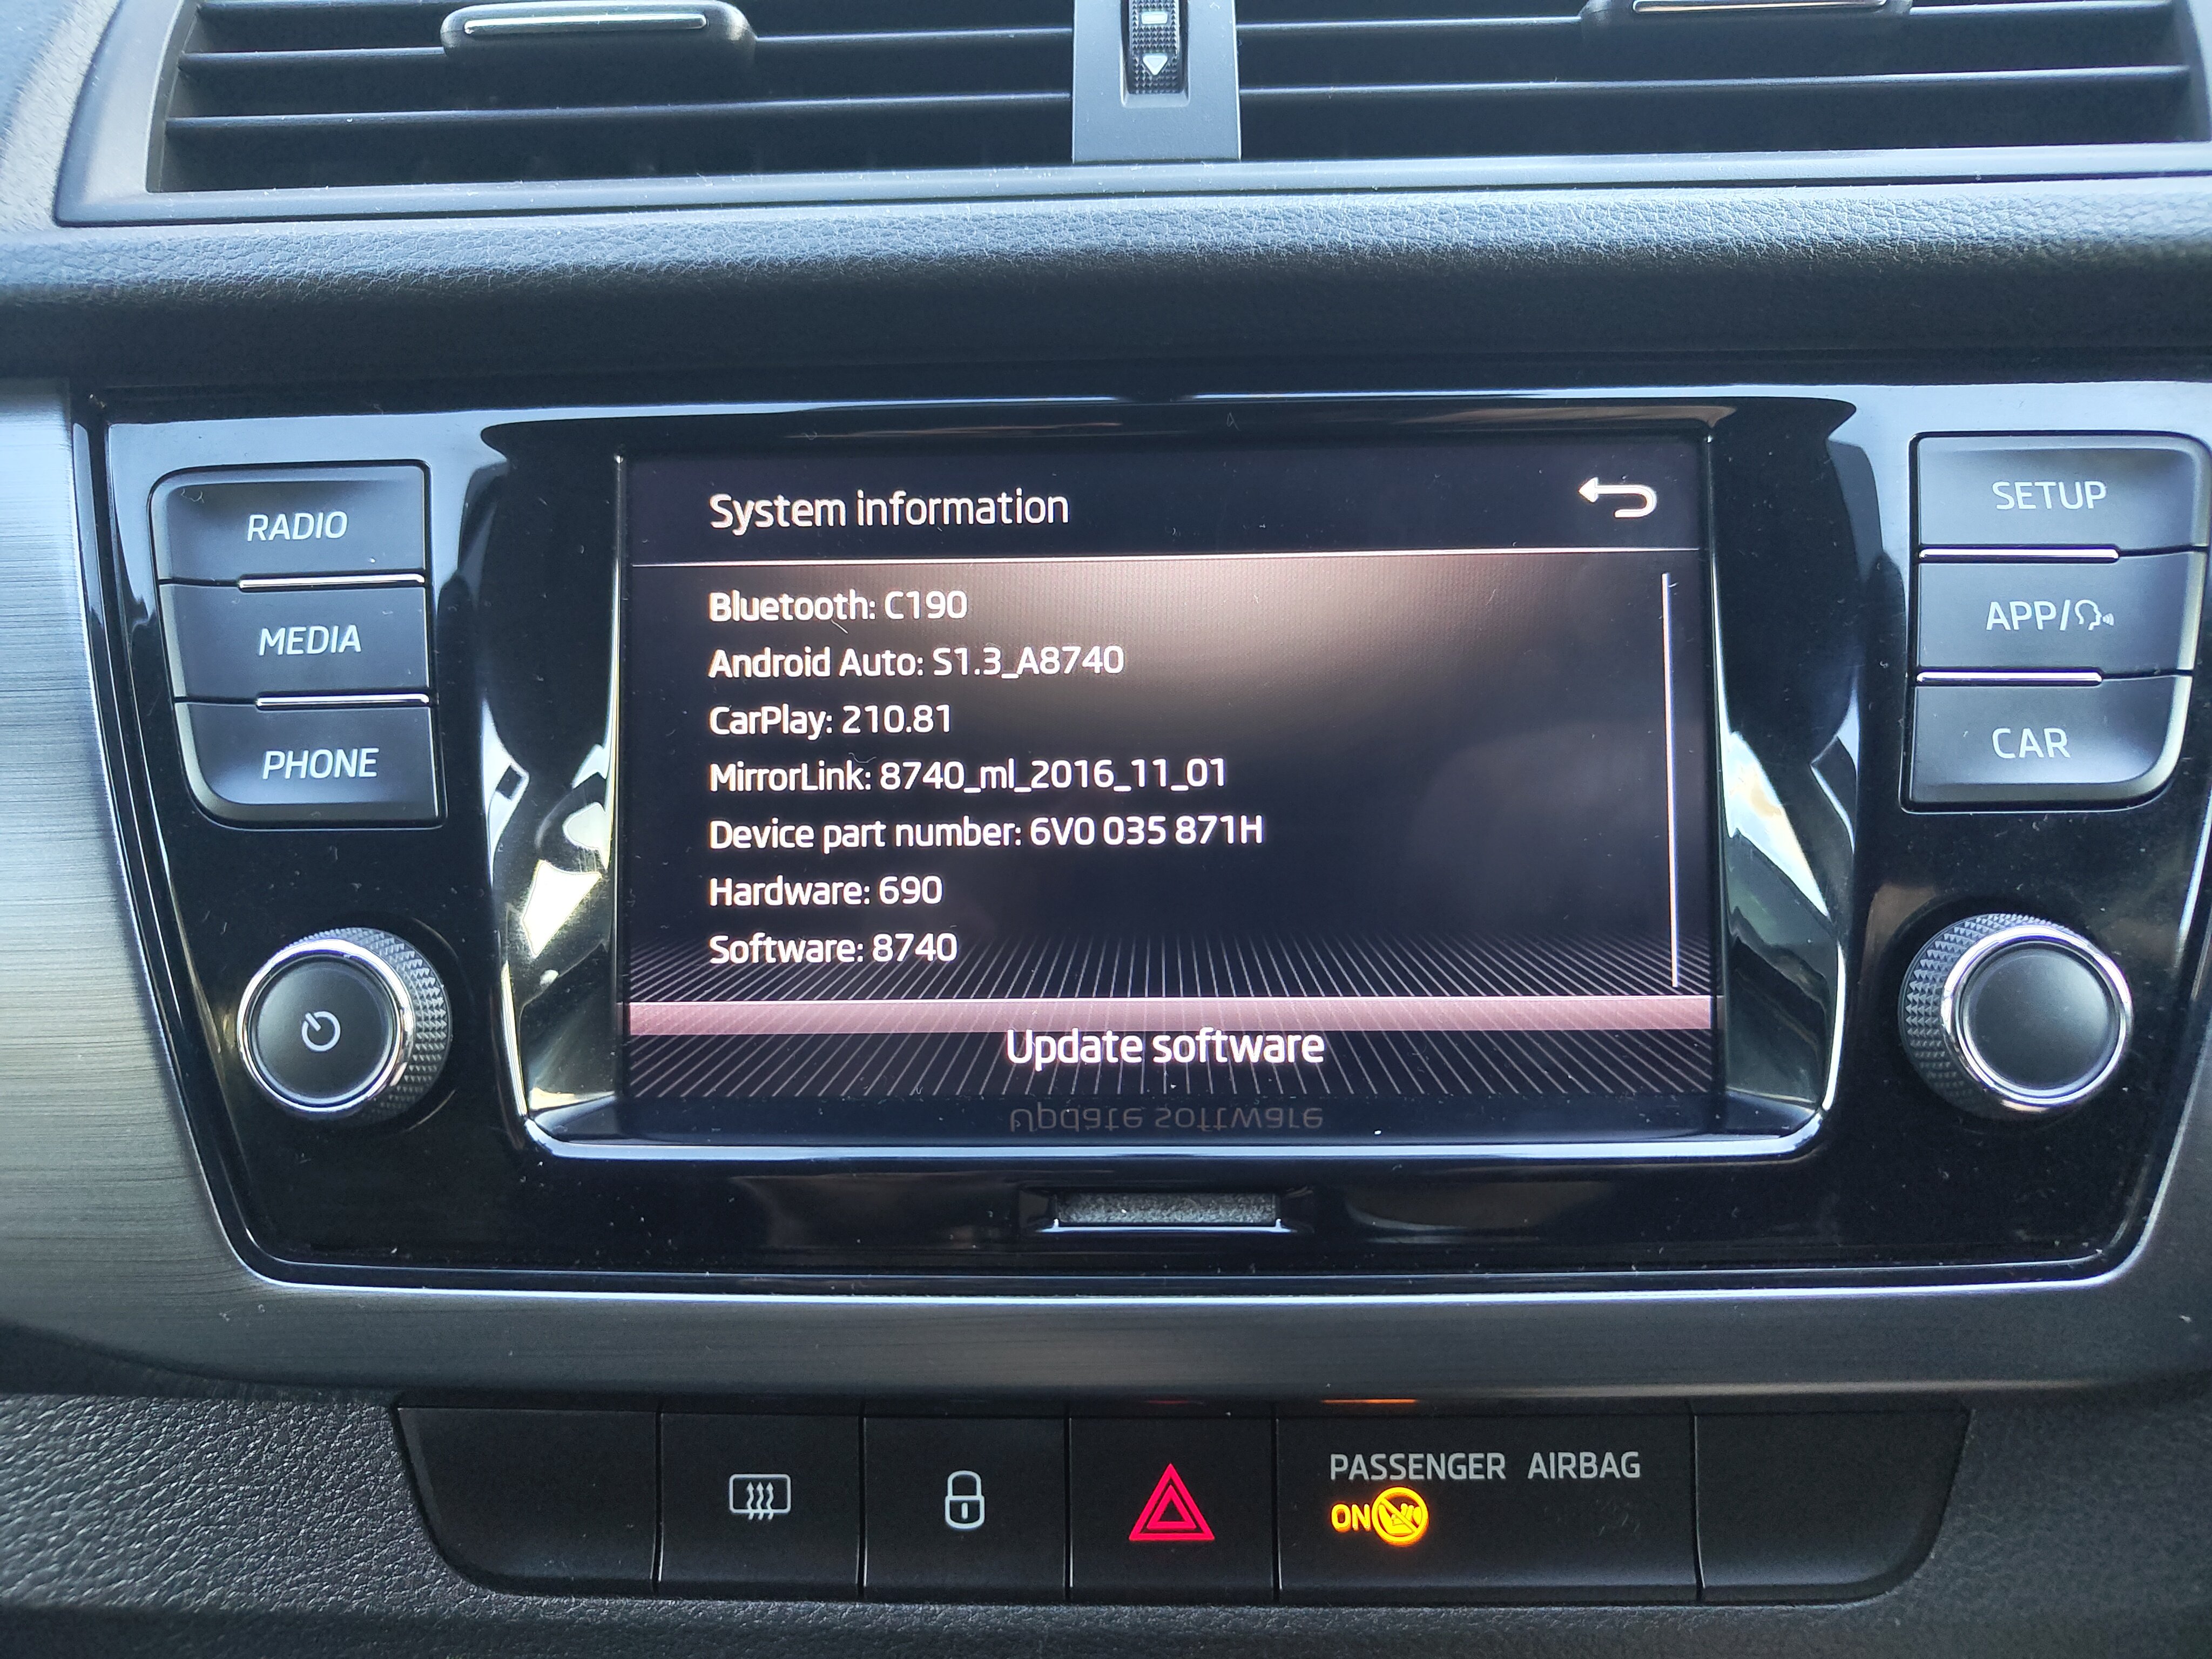 System information
RADIO
MEDIA
PHONE
SETUP
APP/
CAR
Bluetooth: C190
Android Auto: S1.3_A8740
CarPlay: 210.81
MirrorLink: 8740_ml_2016_11_01
Device part number: 6V0 035 871H
Hardware: 690
Software: 8740
Update software
PASSENGER AIRBAG
ON